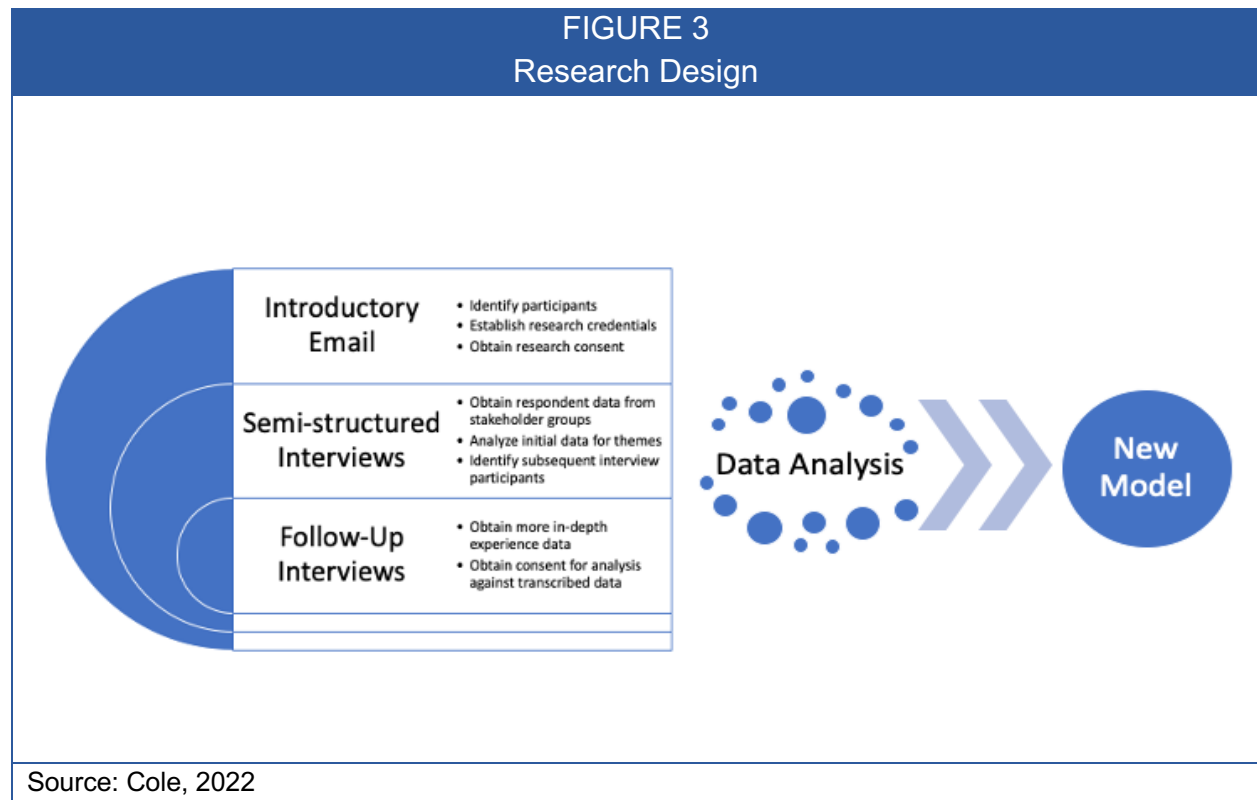 FIGURE 3
Research Design
Introductory
Email
• Identify participants
• Establish research credentials
• Obtain research consent
Semi-structured
Interviews
• Obtain respondent data from
stakeholder groups
• Analyze initial data for themes
• Identify subsequent interview
participants
Follow-Up
Interviews
• Obtain more in-depth
experience data
• Obtain consent for analysis
against transcribed data
Data Analysis
New
Model
Source: Cole, 2022